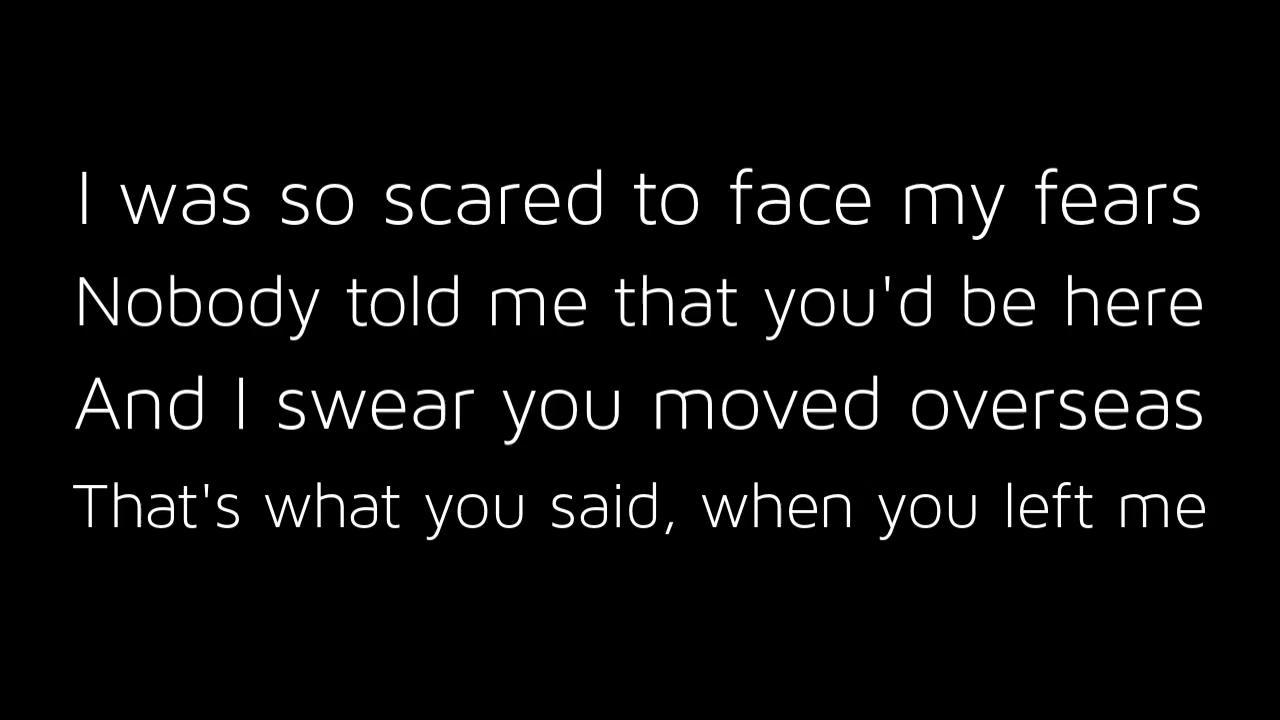 I was so scared to face my fears
Nobody told me that you'd be here
And I swear you moved overseas
That's what you said, when you left me